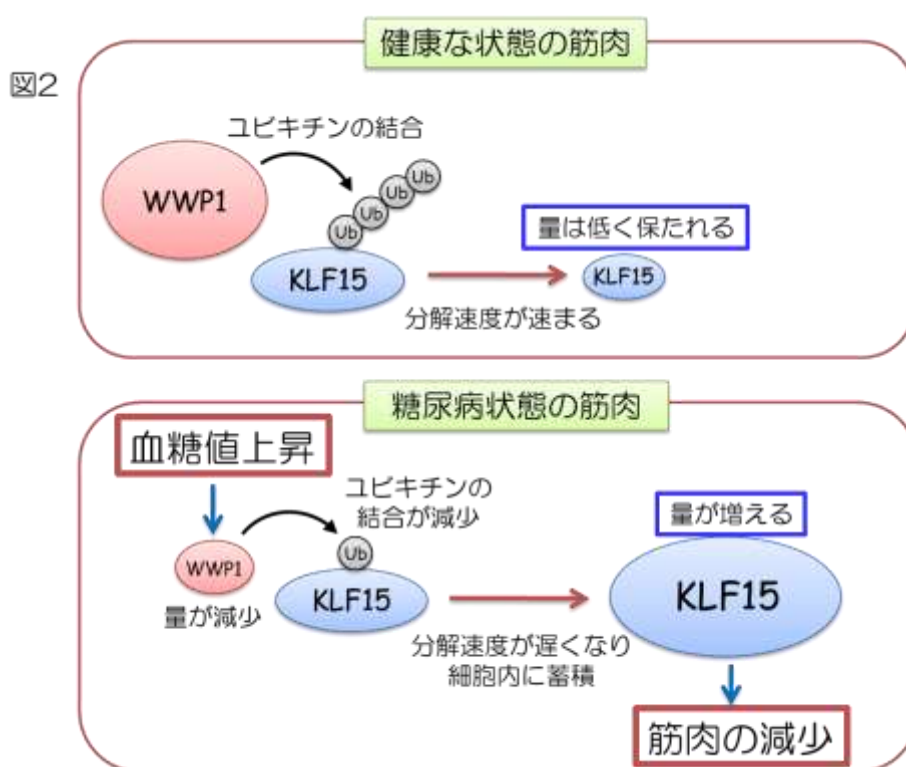 図2
健康な状態の筋肉
ユビキチンの結合
WWP1
Ub
Ub
Ub
Ub
KLF15
分解速度が速まる
量は低く保たれる
KLF15
糖尿病状態の筋肉
血糖値上昇
WWP1
量が減少
ユビキチンの
結合が減少
Ub
KLF15
分解速度が遅くなり
細胞内に蓄積
量が増える
KLF15
筋肉の減少